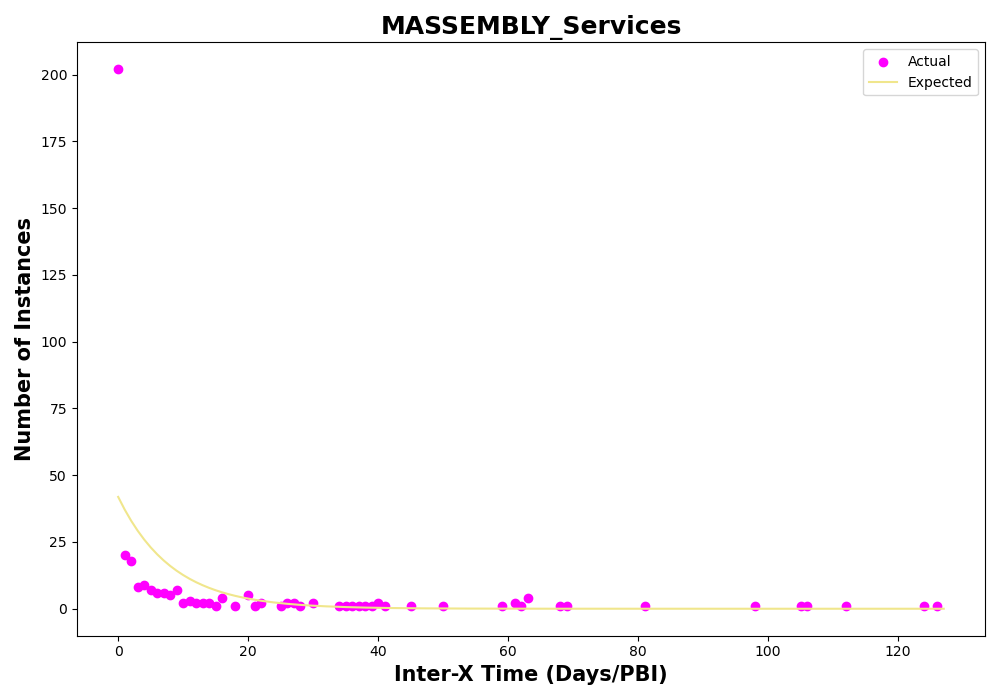 MASSEMBLY_Services
Actual
Expected
Number of Instances
200
175
150
125
100
75
50
25
0
0 20 40 60 80 100 120
Inter-X Time (Days/PBI)